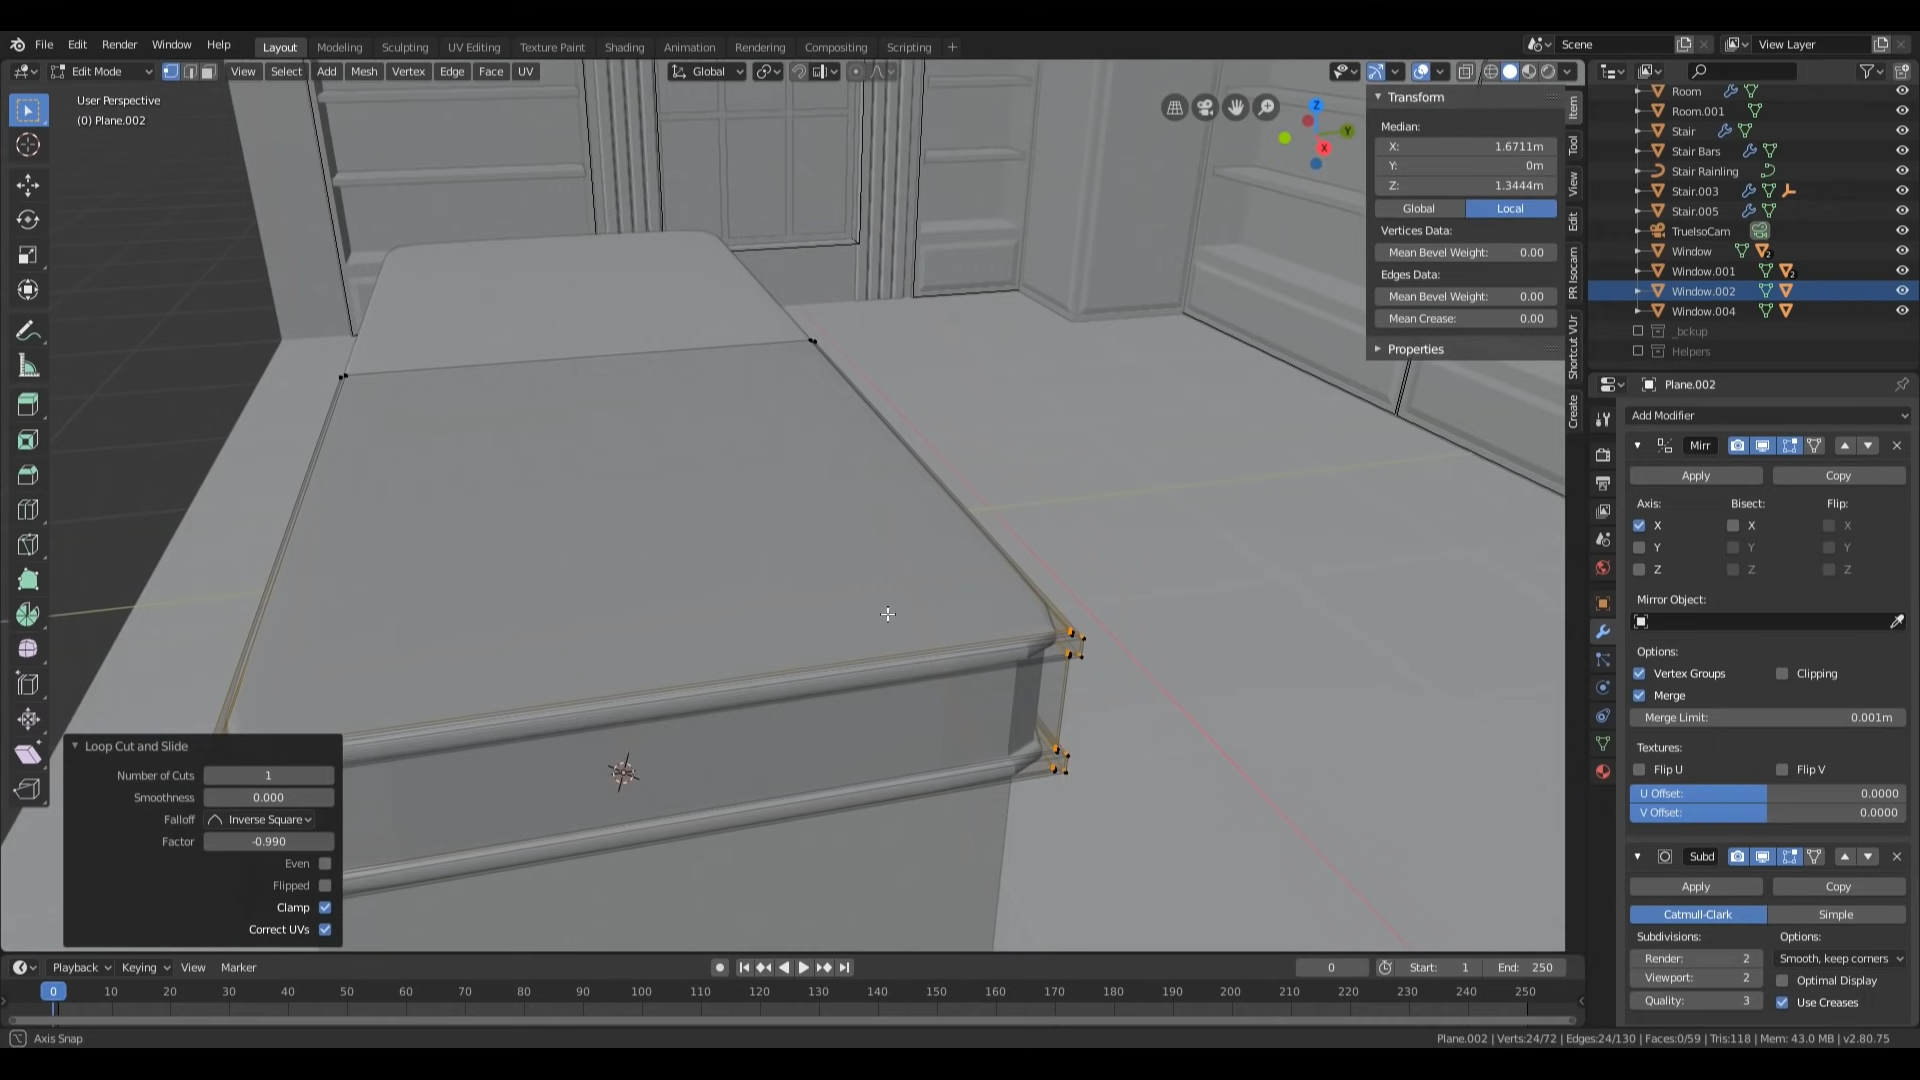 File Edit Render Window Help Layout Modeling Sculpting UV Editing Texture Paint Shading Animation Rendering Compositing Scripting + Scene View Layer
Edit Mode View Select Add Mesh Vertex Edge Face UV Global
User Perspective
(0) Plane.002
Z
Y
X
Transform
Median:
X: 1.6711m
Y: 0m
Z: 1.3444m
Global Local
Vertices Data:
Mean Bevel Weight: 0.00
Edges Data:
Mean Bevel Weight: 0.00
Mean Crease: 0.00
Properties
Item
Tool
View
Edit
PR Isocam
Shortcut VUr
Create
Room
Room.001
Stair
Stair Bars
Stair Rainling
Stair.003
Stair.005
TrueIsoCam
Window
Window.001
Window.002
Window.004
_bckup
Helpers
Plane.002
Add Modifier
Mirr
Apply Copy
Axis: Bisect: Flip:
X X X
Y Y Y
Z Z Z
Mirror Object:
Options:
Vertex Groups Clipping
Merge
Merge Limit: 0.001m
Textures:
Flip U Flip V
U Offset: 0.0000
V Offset: 0.0000
Subd
Apply Copy
Catmull-Clark Simple
Subdivisions: Options:
Render: 2 Smooth, keep corners
Viewport: 2 Optimal Display
Quality: 3 Use Creases
Loop Cut and Slide
Number of Cuts 1
Smoothness 0.000
Falloff Inverse Square
Factor -0.990
Even
Flipped
Clamp
Correct UVs
Playback Keying View Marker 0 Start: 1 End: 250
0 10 20 30 40 50 60 70 80 90 100 110 120 130 140 150 160 170 180 190 200 210 220 230 240 250
Axis Snap Plane.002 | Verts:24/72 | Edges:24/130 | Faces:0/59 | Tris:118 | Mem: 43.0 MB | v2.80.75